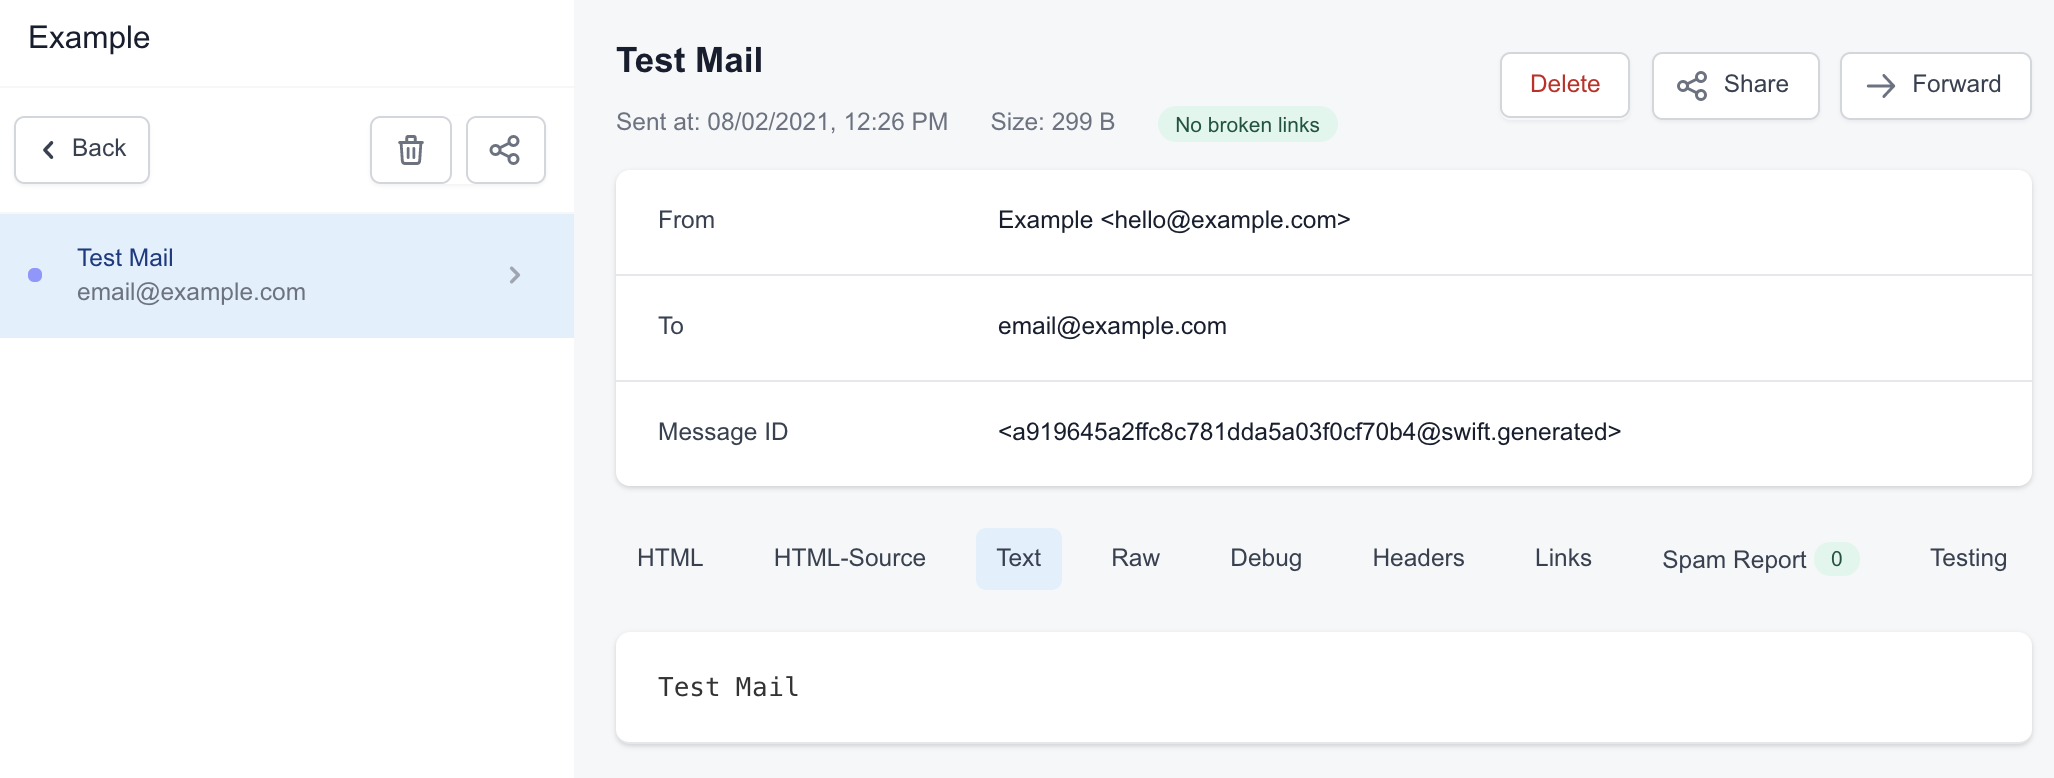 Example
Back
Test Mail
email@example.com
Test Mail
Sent at: 08/02/2021, 12:26 PM Size: 299 B No broken links
Delete Share Forward
From Example <hello@example.com>
To email@example.com
Message ID <a919645a2ffc8c781dda5a03f0cf70b4@swift.generated>
HTML HTML-Source Text Raw Debug Headers Links Spam Report 0 Testing
Test Mail